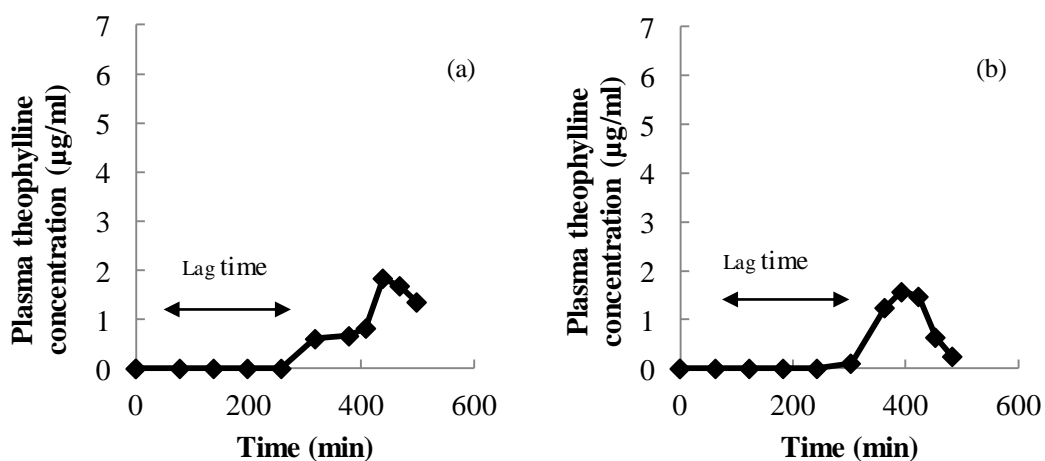 Plasma theophylline
concentration (µg/ml)
7
6
5
4
3
2
1
0
(a)
Lag time
0 200 400 600
Time (min)
Plasma theophylline
concentration (µg/ml)
7
6
5
4
3
2
1
0
(b)
Lag time
0 200 400 600
Time (min)